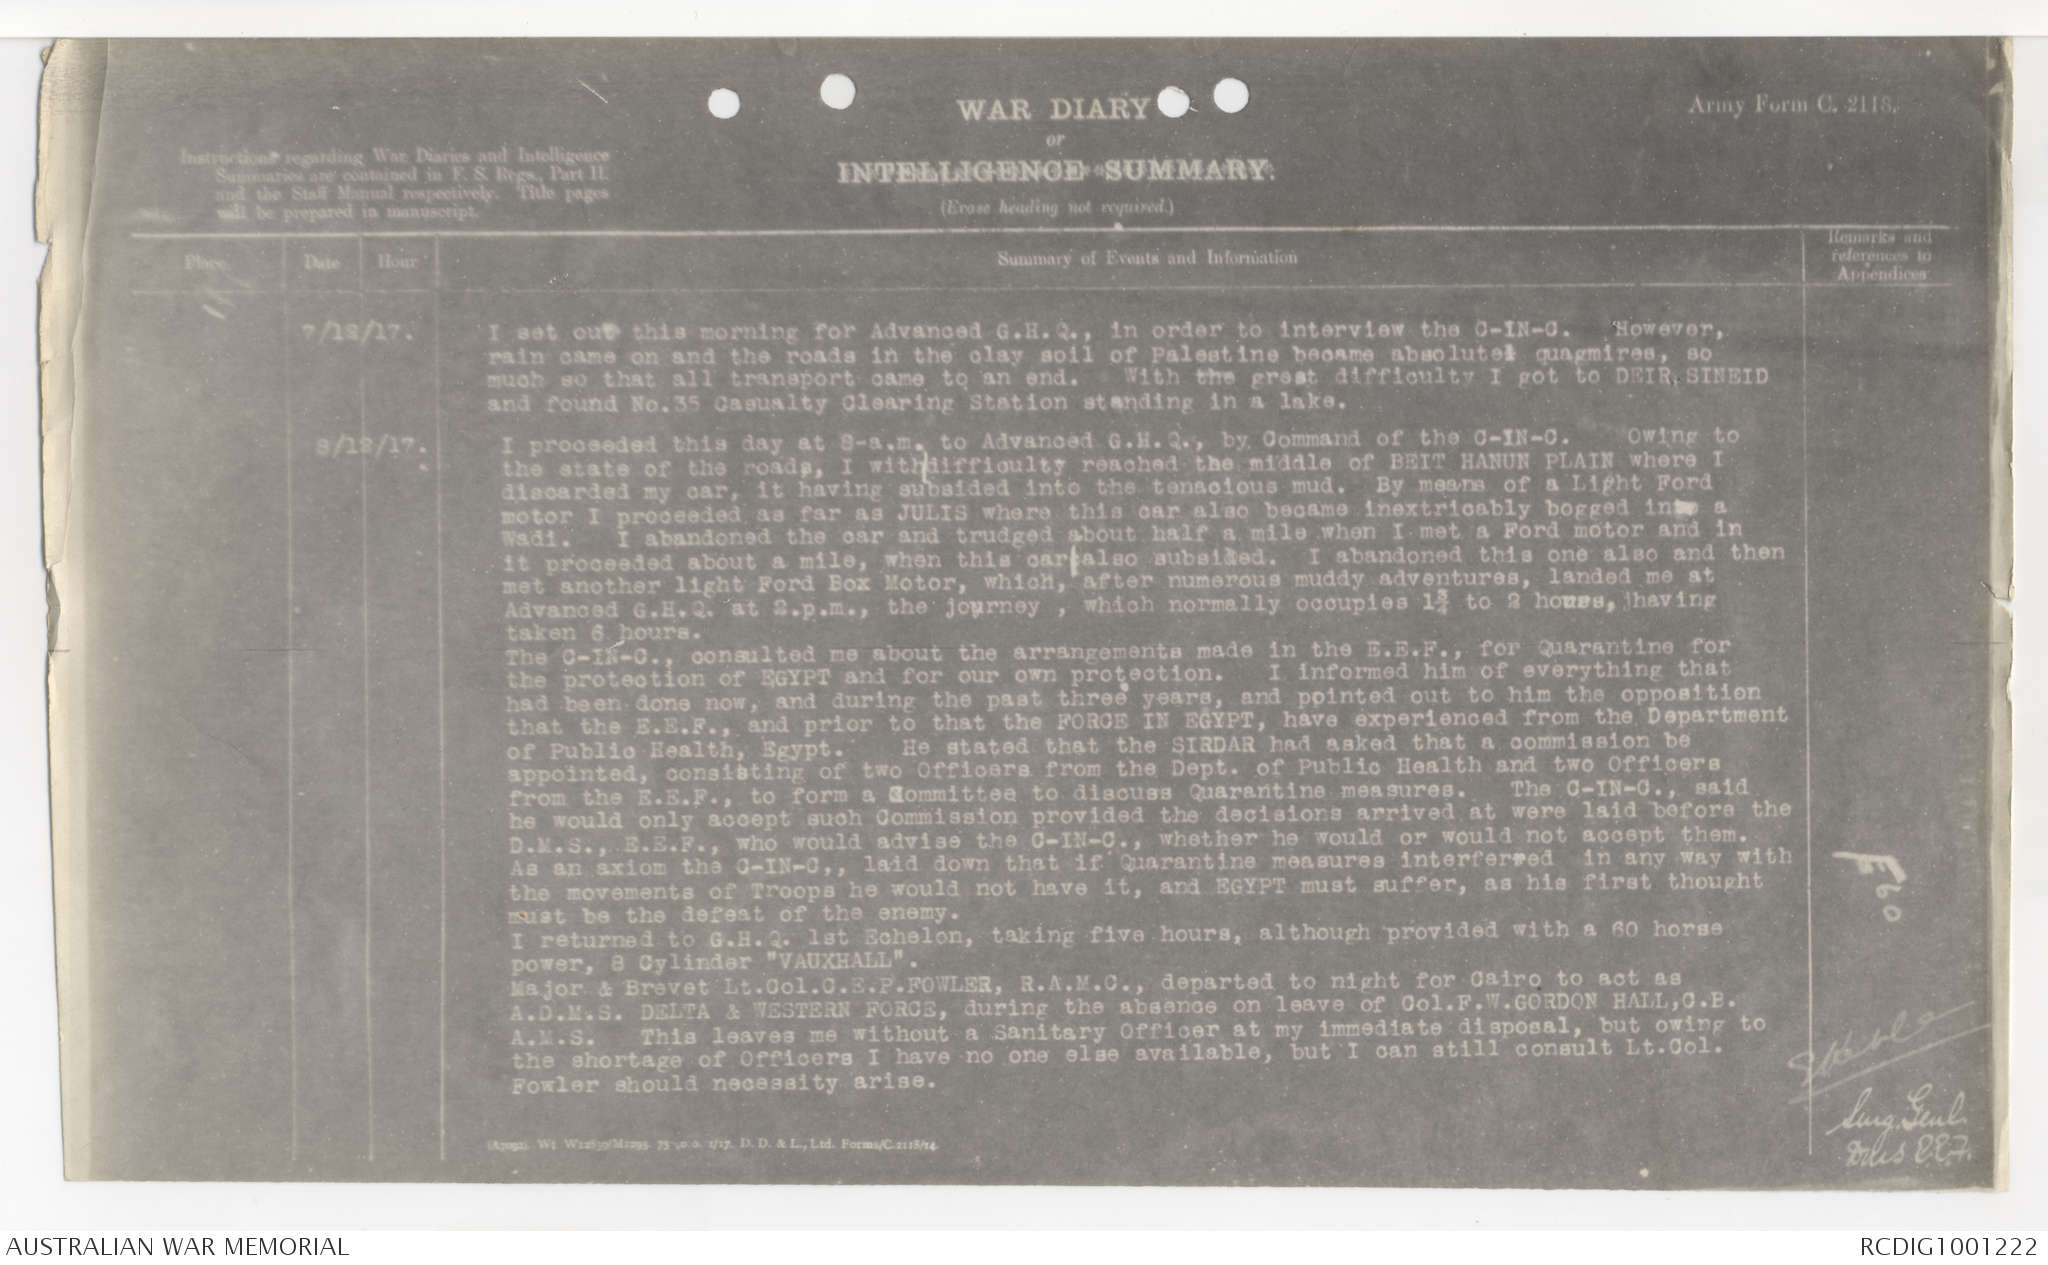 WAR DIARY
or
INTELLIGENCE SUMMARY.
(Erase heading not required.)
Army Form C. 2118.
Instructions regarding War Diaries and Intelligence
Summaries are contained in F. S. Regs., Part II.
and the Staff Manual respectively. Title pages
will be prepared in manuscript.
Place Date Hour Summary of Events and Information Remarks and
references to
Appendices
7/12/17. I set out this morning for Advanced G.H.Q., in order to interview the C-IN-C. However,
rain came on and the roads in the clay soil of Palestine became absolute quagmires, so
much so that all transport came to an end. With the great difficulty I got to DEIR SINEID
and found No.35 Casualty Clearing Station standing in a lake.
8/12/17. I proceeded this day at 8-a.m. to Advanced G.H.Q., by Command of the C-IN-C. Owing to
the state of the roads, I with difficulty reached the middle of BEIT HANUN PLAIN where I
discarded my car, it having subsided into the tenacious mud. By means of a Light Ford
motor I proceeded as far as JULIS where this car also became inextricably bogged in a
Wadi. I abandoned the car and trudged about half a mile when I met a Ford motor and in
it proceeded about a mile, when this car also subsided. I abandoned this one also and then
met another light Ford Box Motor, which, after numerous muddy adventures, landed me at
Advanced G.H.Q. at 2.p.m., the journey , which normally occupies 1¾ to 2 hours, having
taken 6 hours.
The C-IN-C., consulted me about the arrangements made in the E.E.F., for Quarantine for
the protection of EGYPT and for our own protection. I informed him of everything that
had been done now, and during the past three years, and pointed out to him the opposition
that the E.E.F., and prior to that the FORCE IN EGYPT, have experienced from the Department
of Public Health, Egypt. He stated that the SIRDAR had asked that a commission be
appointed, consisting of two Officers from the Dept. of Public Health and two Officers
from the E.E.F., to form a Committee to discuss Quarantine measures. The C-IN-C., said
he would only accept such Commission provided the decisions arrived at were laid before the
D.M.S., E.E.F., who would advise the C-IN-C., whether he would or would not accept them.
As an axiom the C-IN-C,, laid down that if Quarantine measures interferred in any way with
the movements of Troops he would not have it, and EGYPT must suffer, as his first thought
must be the defeat of the enemy.
I returned to G.H.Q. 1st Echelon, taking five hours, although provided with a 60 horse
power, 8 Cylinder "VAUXHALL".
Major & Brevet Lt.Col.C.E.P.FOWLER, R.A.M.C., departed to night for Cairo to act as
A.D.M.S. DELTA & WESTERN FORCE, during the absence on leave of Col.F.W.GORDON HALL,C.B.
A.M.S. This leaves me without a Sanitary Officer at my immediate disposal, but owing to
the shortage of Officers I have no one else available, but I can still consult Lt.Col.
Fowler should necessity arise.
Surg. Genl.
DMS EEF.
D. D. & L., Ltd. Forms/C.2118/14.
AUSTRALIAN WAR MEMORIAL
RCDIG1001222